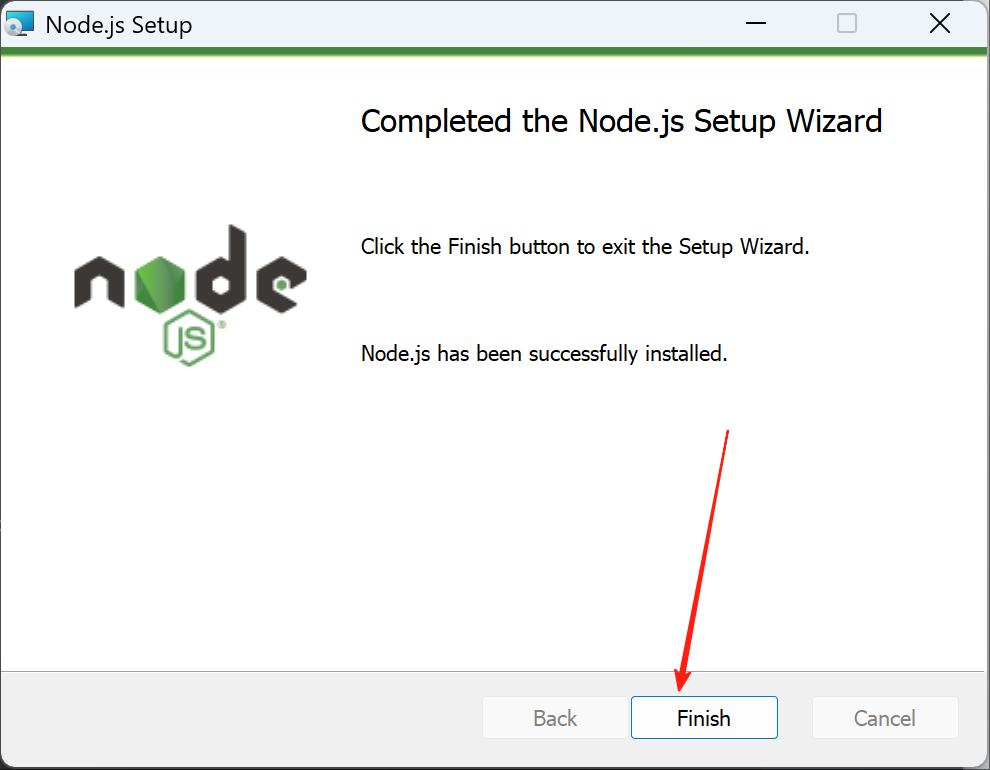 Node.js Setup
Completed the Node.js Setup Wizard
Click the Finish button to exit the Setup Wizard.
node
JS®
Node.js has been successfully installed.
Back
Finish
Cancel